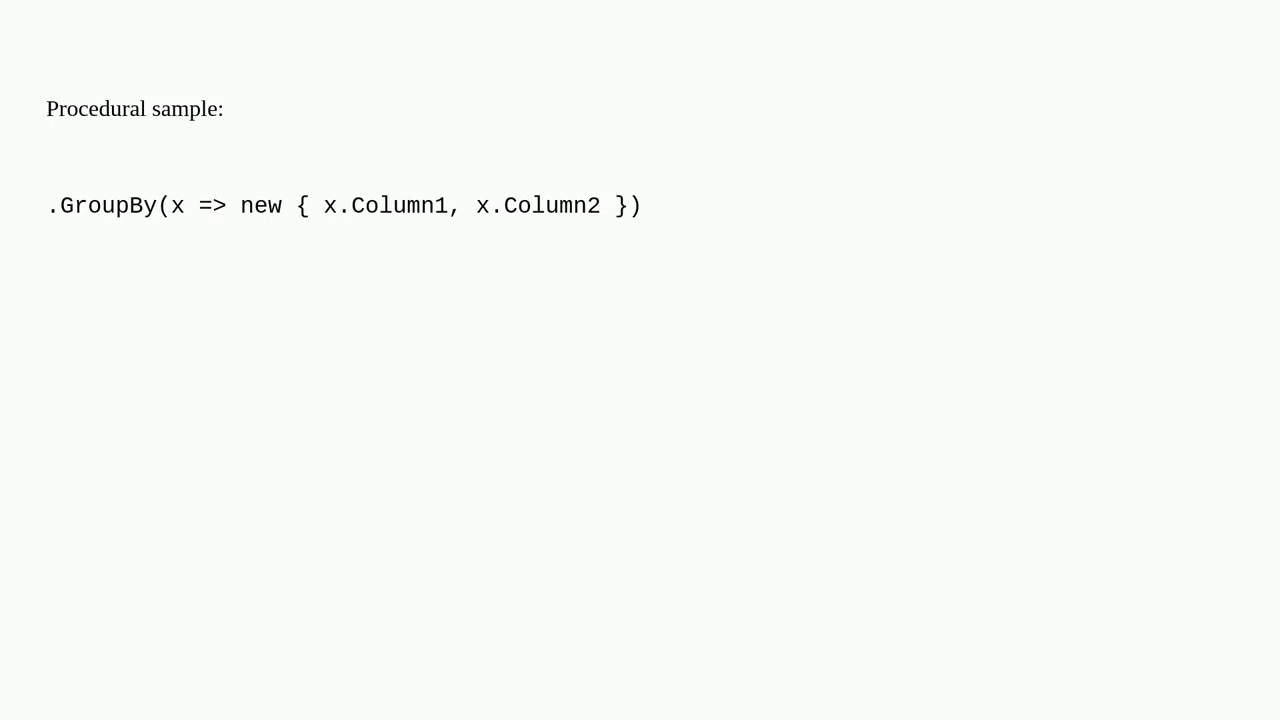 Procedural sample:
.GroupBy(x => new { x.Column1, x.Column2 })